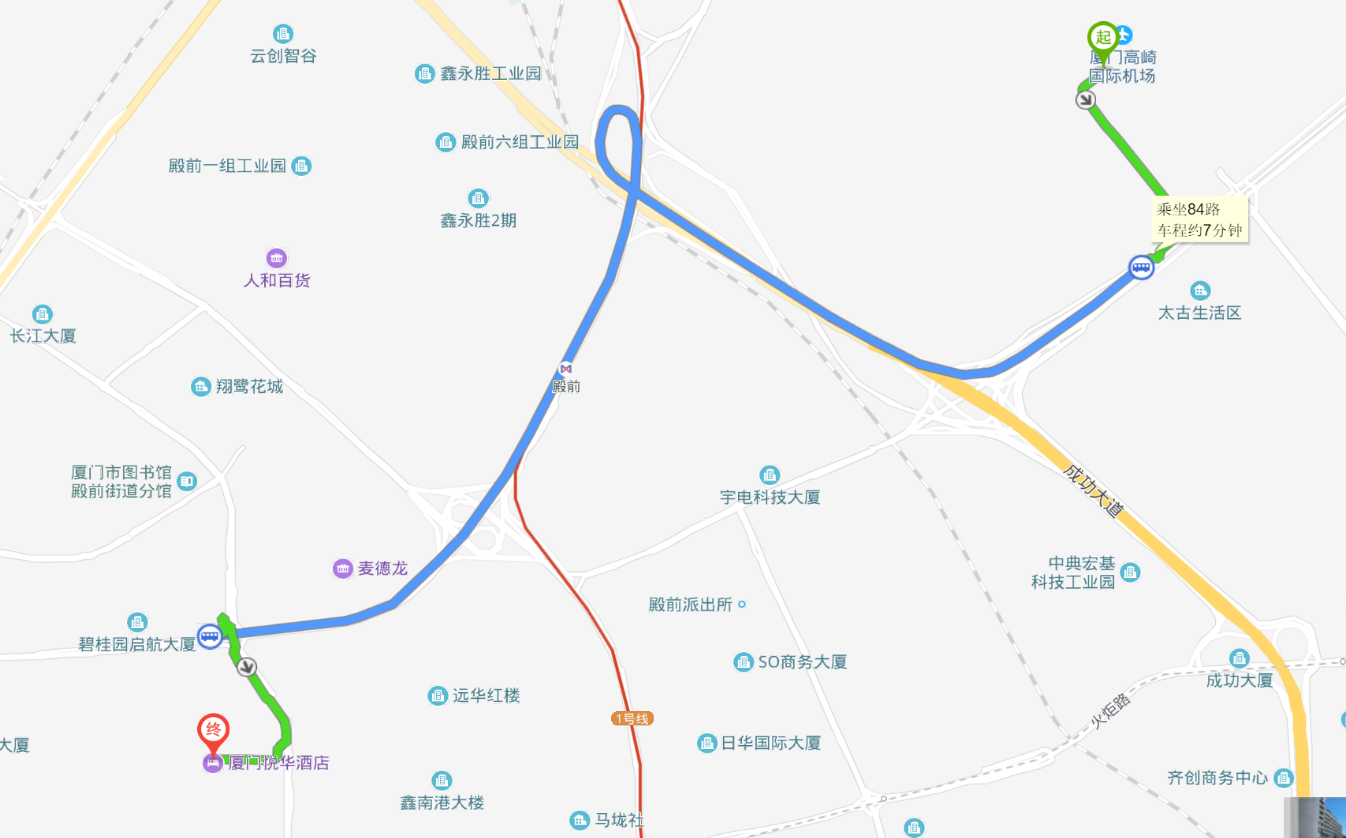 起
云创智谷
厦门高崎
国际机场
鑫永胜工业园
殿前六组工业园
殿前一组工业园
鑫永胜2期
乘坐84路
车程约7分钟
人和百货
太古生活区
长江大厦
殿前
翔鹭花城
厦门市图书馆
殿前街道分馆
宇电科技大厦
成功大道
麦德龙
中典宏基
科技工业园
殿前派出所
碧桂园启航大厦
SO商务大厦
成功大厦
远华红楼
火炬路
1号线
终
大厦
日华国际大厦
厦门悦华酒店
齐创商务中心
鑫南港大楼
马垅社